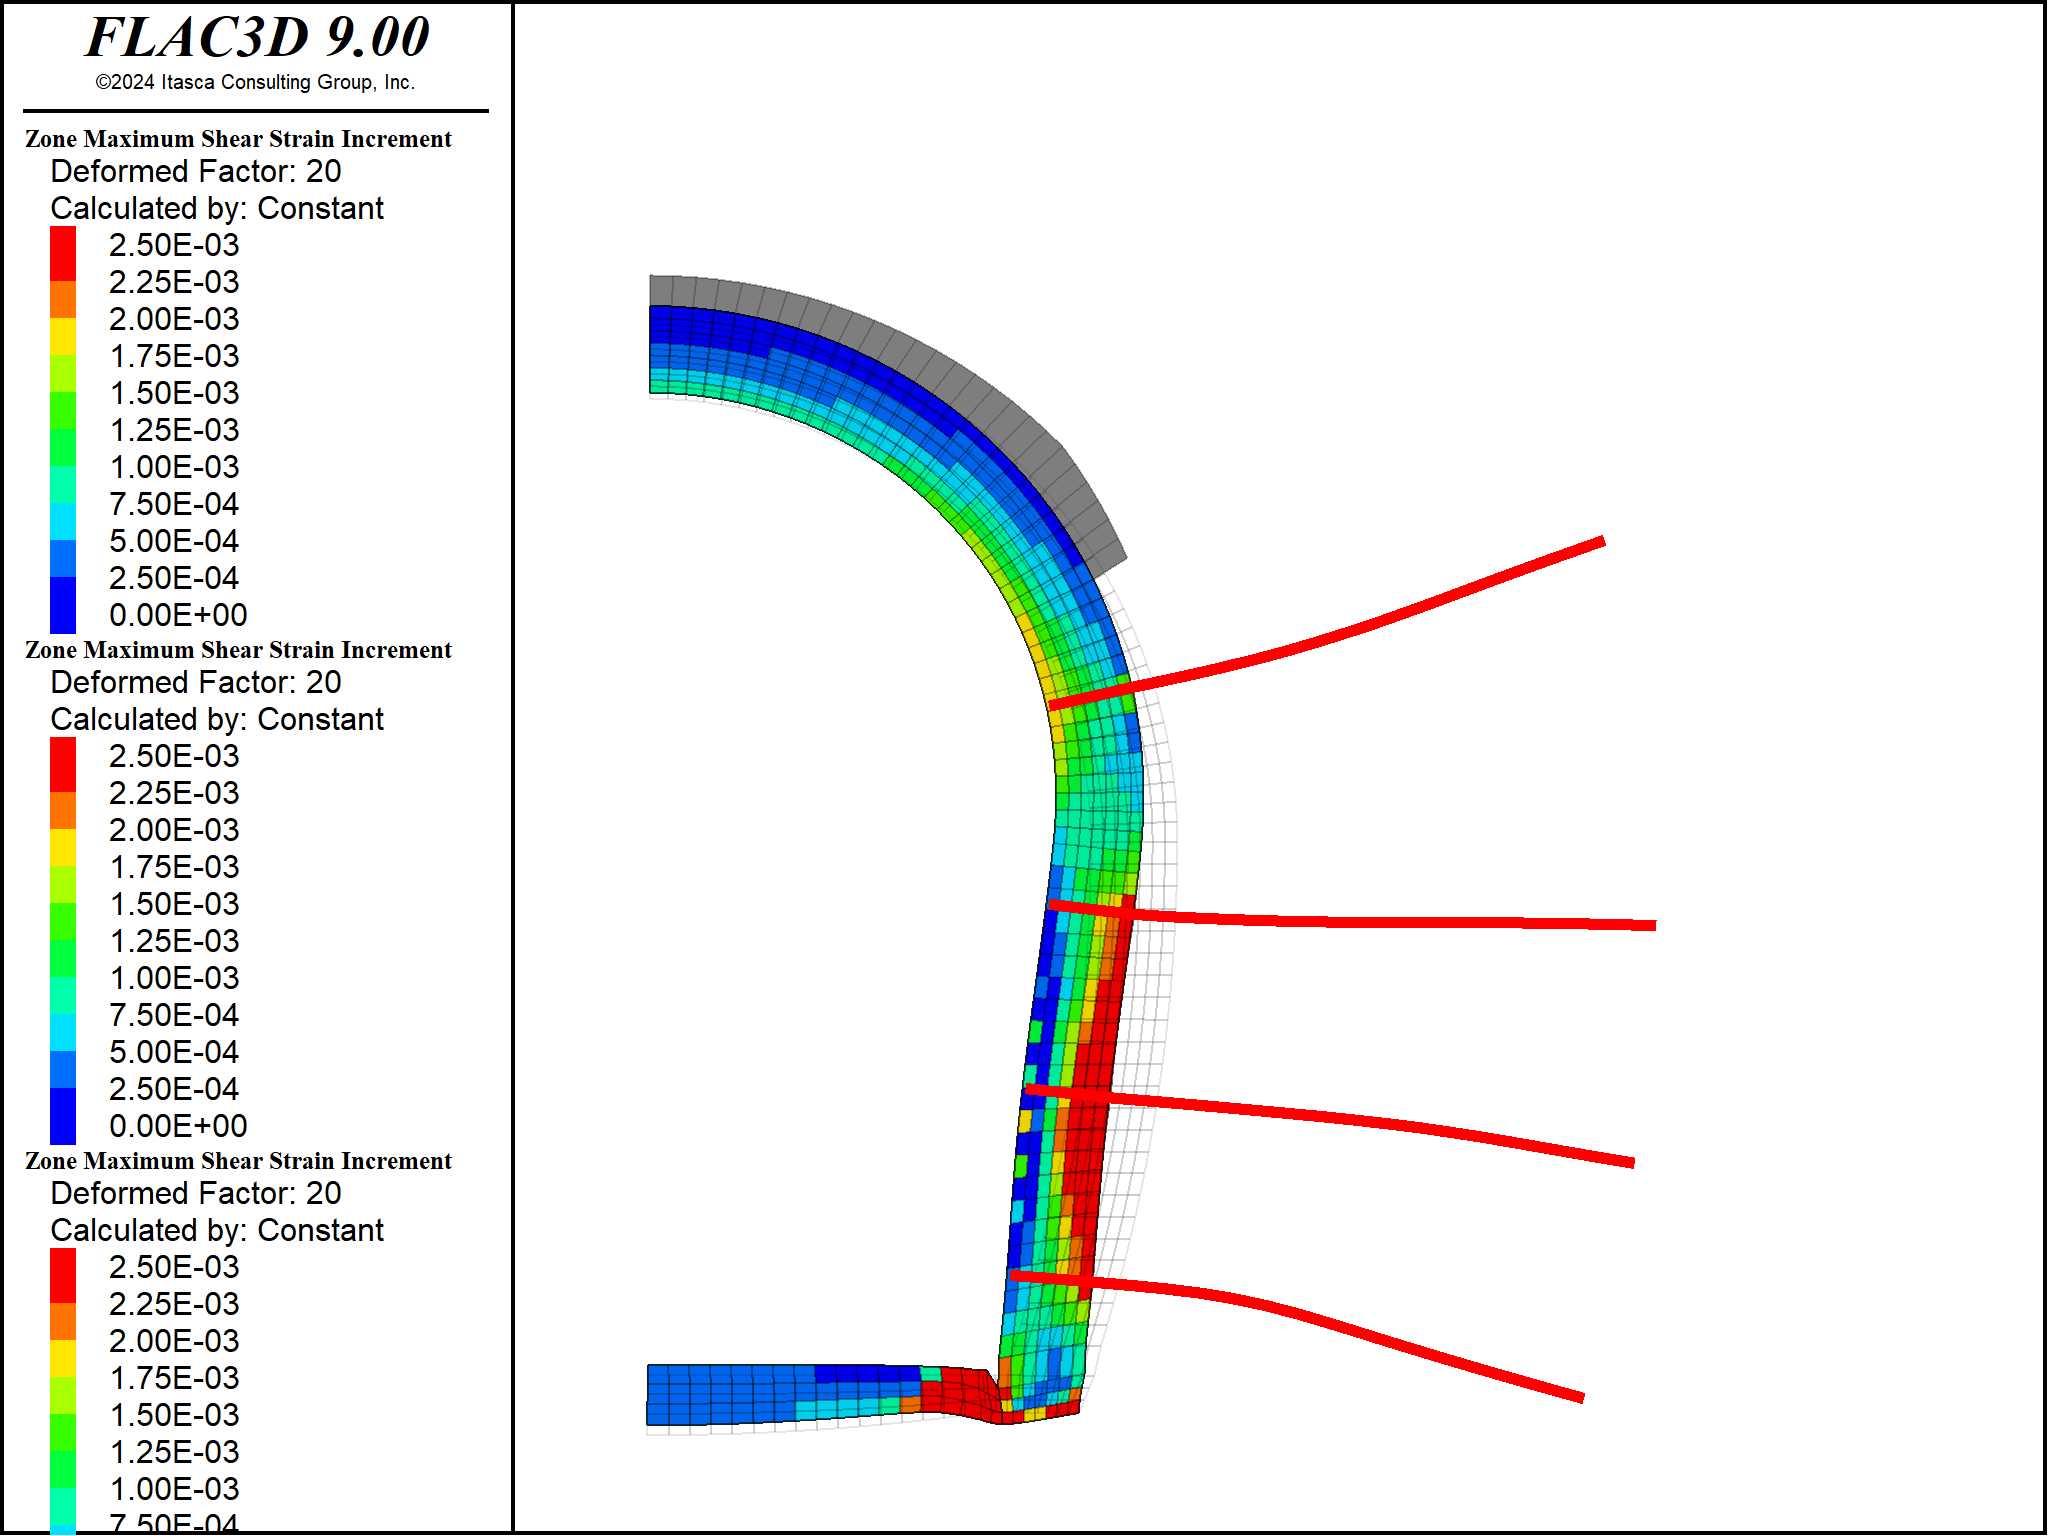 FLAC3D 9.00
©2024 Itasca Consulting Group, Inc.
Zone Maximum Shear Strain Increment
Deformed Factor: 20
Calculated by: Constant
2.50E-03
2.25E-03
2.00E-03
1.75E-03
1.50E-03
1.25E-03
1.00E-03
7.50E-04
5.00E-04
2.50E-04
0.00E+00
Zone Maximum Shear Strain Increment
Deformed Factor: 20
Calculated by: Constant
2.50E-03
2.25E-03
2.00E-03
1.75E-03
1.50E-03
1.25E-03
1.00E-03
7.50E-04
5.00E-04
2.50E-04
0.00E+00
Zone Maximum Shear Strain Increment
Deformed Factor: 20
Calculated by: Constant
2.50E-03
2.25E-03
2.00E-03
1.75E-03
1.50E-03
1.25E-03
1.00E-03
7.50E-04